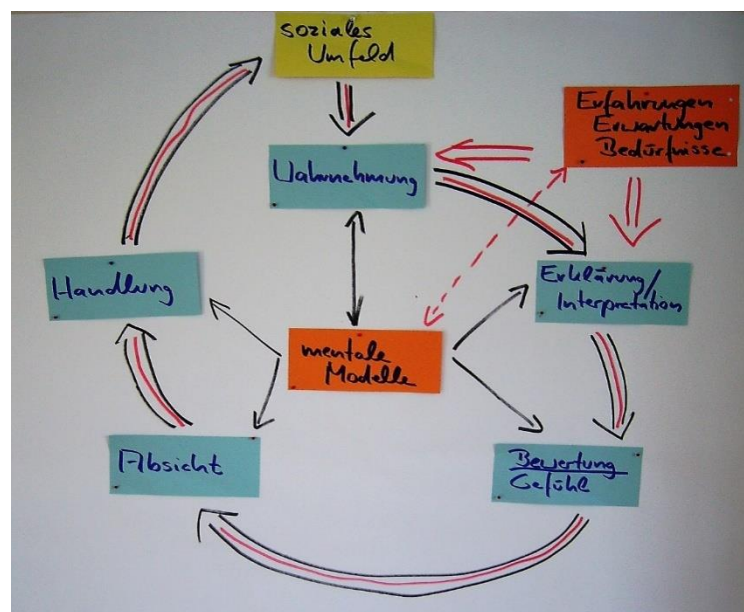 soziales
Umfeld
Erfahrungen
Erwartungen
Bedürfnisse
Wahrnehmung
Handlung
Erklärung/
Interpretation
mentale
Modelle
Absicht
Bewertung
Gefühl